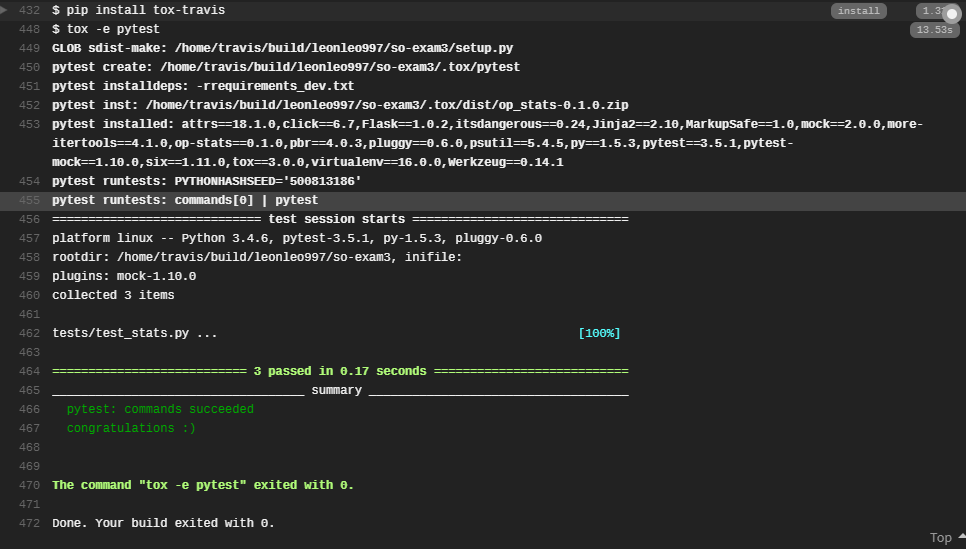 432 $ pip install tox-travis install
448 $ tox -e pytest 13.53s
449 GLOB sdist-make: /home/travis/build/leonleo997/so-exam3/setup.py
450 pytest create: /home/travis/build/leonleo997/so-exam3/.tox/pytest
451 pytest installdeps: -rrequirements_dev.txt
452 pytest inst: /home/travis/build/leonleo997/so-exam3/.tox/dist/op_stats-0.1.0.zip
453 pytest installed: attrs==18.1.0,click==6.7,Flask==1.0.2,itsdangerous==0.24,Jinja2==2.10,MarkupSafe==1.0,mock==2.0.0,more-
itertools==4.1.0,op-stats==0.1.0,pbr==4.0.3,pluggy==0.6.0,psutil==5.4.5,py==1.5.3,pytest==3.5.1,pytest-
mock==1.10.0,six==1.11.0,tox==3.0.0,virtualenv==16.0.0,Werkzeug==0.14.1
454 pytest runtests: PYTHONHASHSEED='500813186'
455 pytest runtests: commands[0] | pytest
456 ============================= test session starts ==============================
457 platform linux -- Python 3.4.6, pytest-3.5.1, py-1.5.3, pluggy-0.6.0
458 rootdir: /home/travis/build/leonleo997/so-exam3, inifile:
459 plugins: mock-1.10.0
460 collected 3 items
461
462 tests/test_stats.py ... [100%]
463
464 =========================== 3 passed in 0.17 seconds ===========================
465 ___________________________________ summary ____________________________________
466 pytest: commands succeeded
467 congratulations :)
468
469
470 The command "tox -e pytest" exited with 0.
471
472 Done. Your build exited with 0.
Top